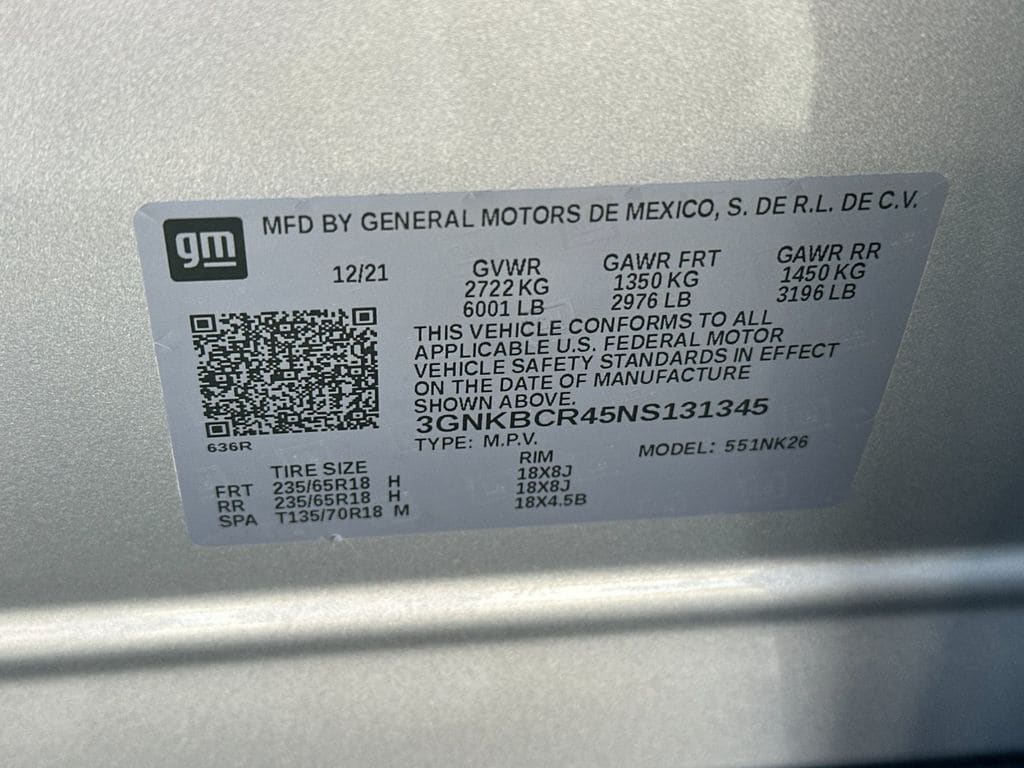 gm
MFD BY GENERAL MOTORS DE MEXICO, S. DE R.L. DE C.V.
12/21
GVWR
2722 KG
6001 LB
GAWR FRT
1350 KG
2976 LB
GAWR RR
1450 KG
3196 LB
THIS VEHICLE CONFORMS TO ALL
APPLICABLE U.S. FEDERAL MOTOR
VEHICLE SAFETY STANDARDS IN EFFECT
ON THE DATE OF MANUFACTURE
SHOWN ABOVE.
3GNKBCR45NS131345
TYPE: M.P.V.
MODEL: 551NK26
636R
TIRE SIZE RIM
FRT 235/65R18 H 18X8J
RR 235/65R18 H 18X8J
SPA T135/70R18 M 18X4.5B